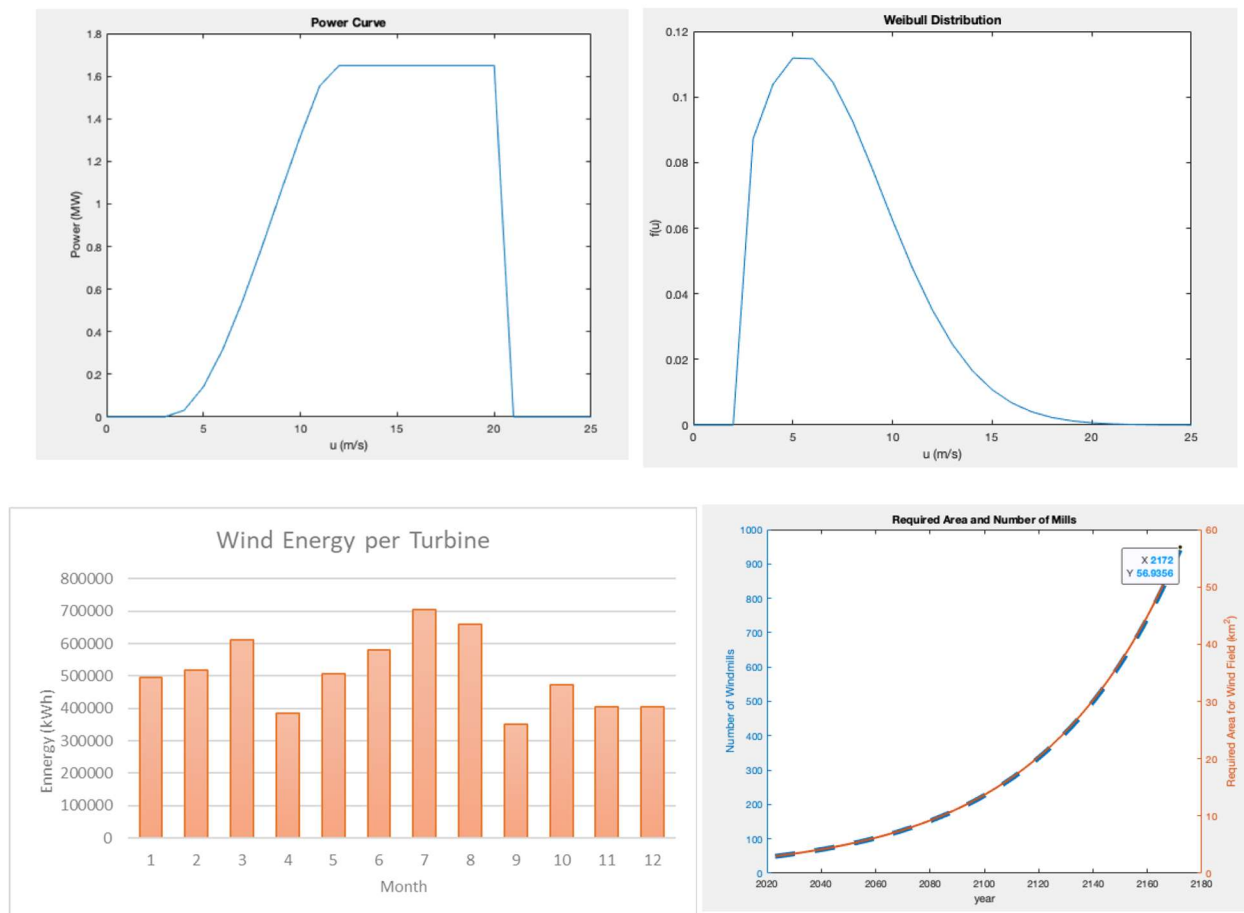 Power Curve
1.8
1.6
1.4
1.2
1
0.8
0.6
0.4
0.2
0
Power (MW)
0 5 10 15 20 25
u (m/s)
Weibull Distribution
0.12
0.1
0.08
0.06
0.04
0.02
0
f(u)
0 5 10 15 20 25
u (m/s)
Wind Energy per Turbine
800000
700000
600000
500000
400000
300000
200000
100000
0
Ennergy (kWh)
1 2 3 4 5 6 7 8 9 10 11 12
Month
Required Area and Number of Mills
1000
900
800
700
600
500
400
300
200
100
0
Number of Windmills
X 2172
Y 56.9356
60
50
40
30
20
10
0
Required Area for Wind Field (km²)
2020 2040 2060 2080 2100 2120 2140 2160 2180
year